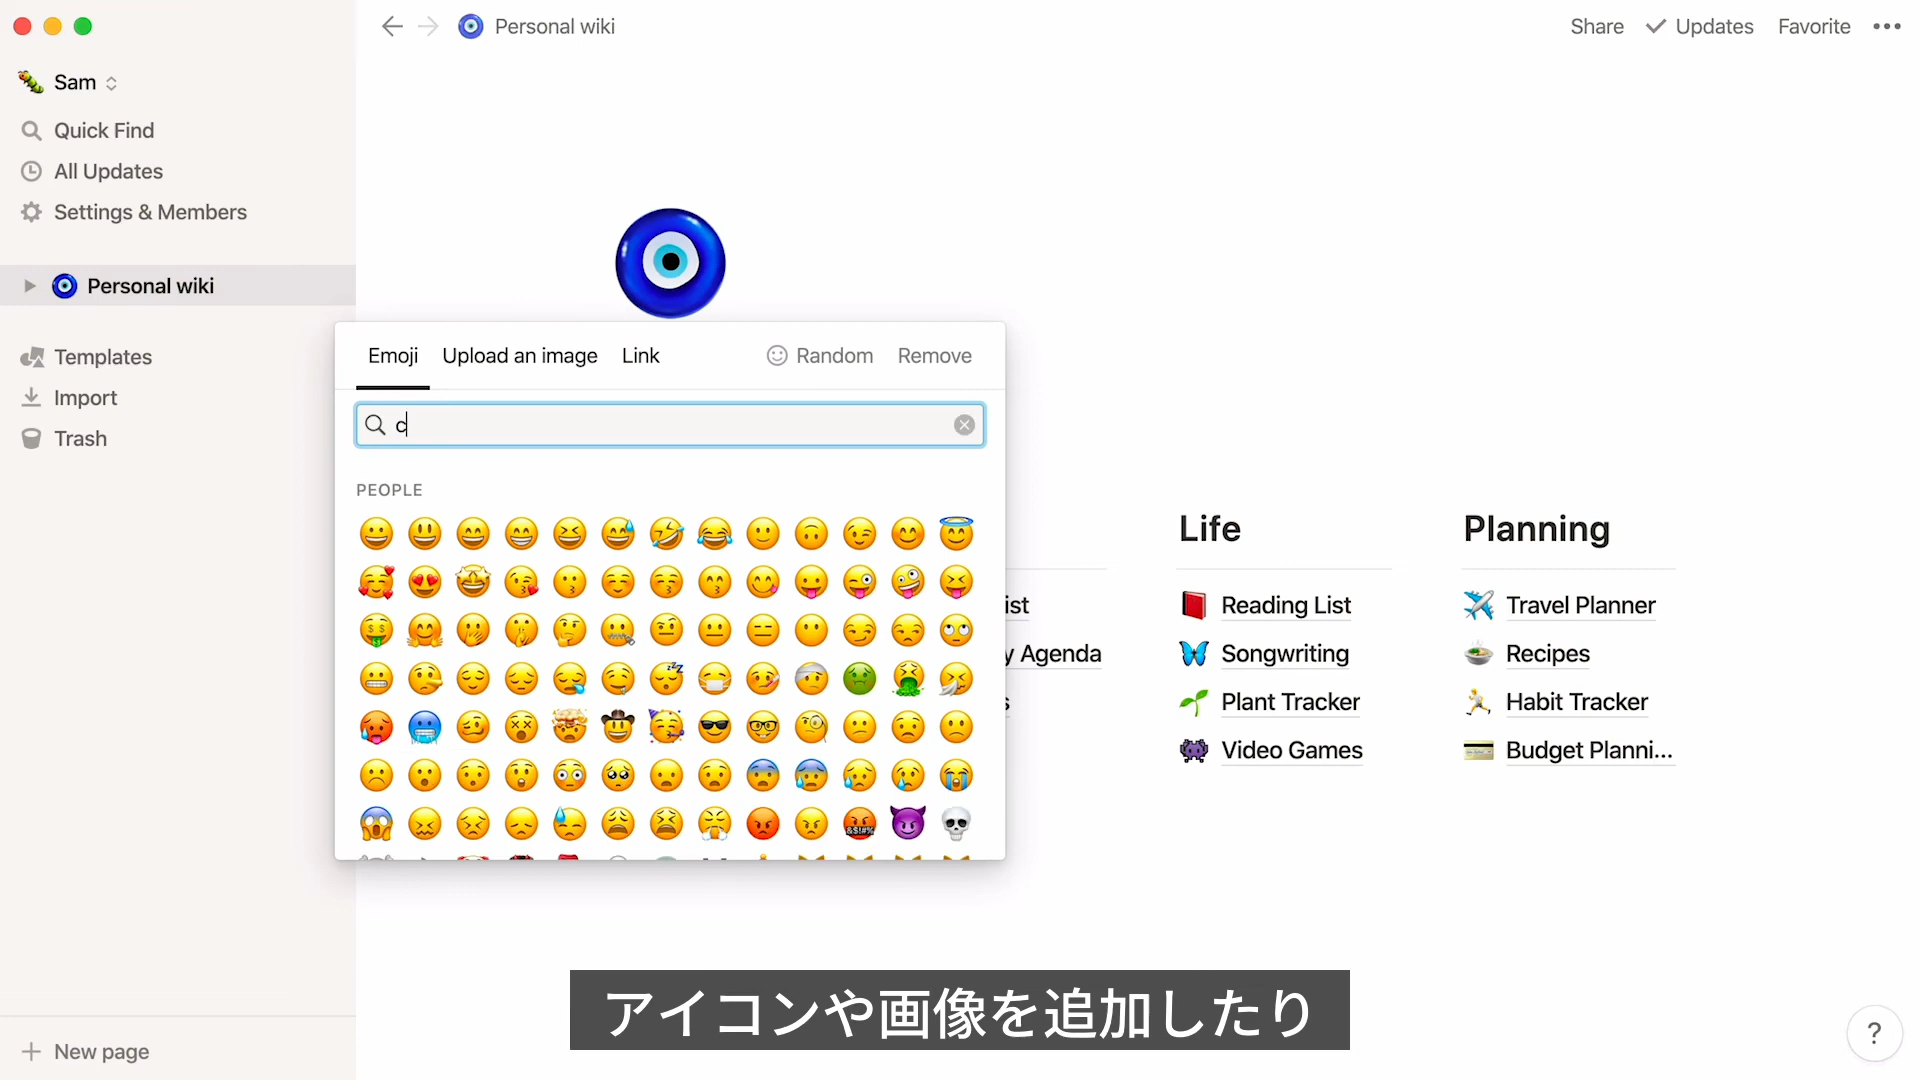 Personal wiki
Share
Updates
Favorite
Sam
Quick Find
All Updates
Settings & Members
Personal wiki
Templates
Import
Trash
Emoji
Upload an image
Link
Random
Remove
c
PEOPLE
ist
y Agenda
s
Life
Reading List
Songwriting
Plant Tracker
Video Games
Planning
Travel Planner
Recipes
Habit Tracker
Budget Planni...
アイコンや画像を追加したり
New page
?